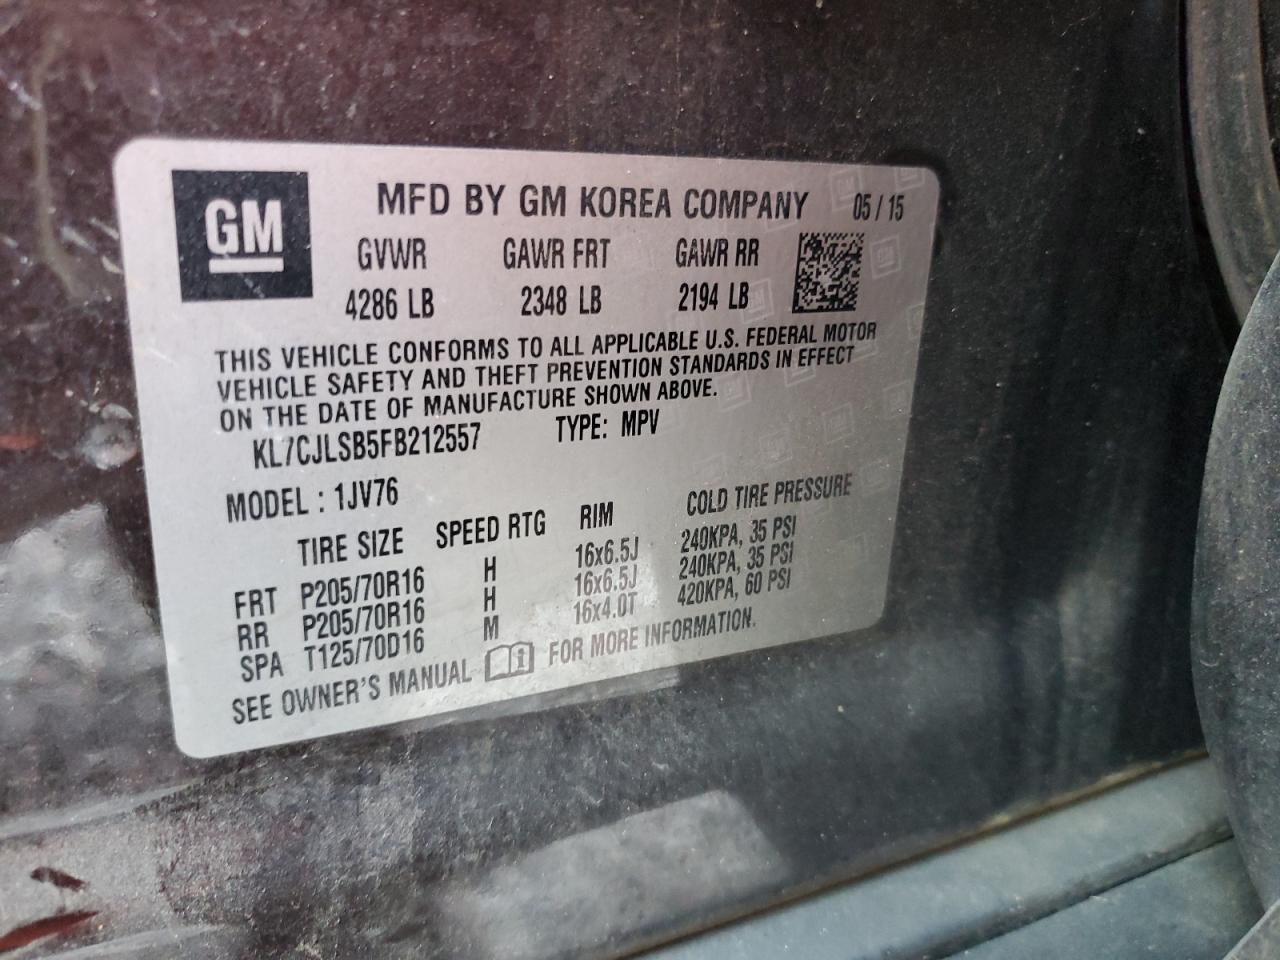 GM
MFD BY GM KOREA COMPANY 05/15
GVWR GAWR FRT GAWR RR
4286 LB 2348 LB 2194 LB
THIS VEHICLE CONFORMS TO ALL APPLICABLE U.S. FEDERAL MOTOR
VEHICLE SAFETY AND THEFT PREVENTION STANDARDS IN EFFECT
ON THE DATE OF MANUFACTURE SHOWN ABOVE.
KL7CJLSB5FB212557 TYPE: MPV
MODEL : 1JV76
TIRE SIZE SPEED RTG RIM COLD TIRE PRESSURE
FRT P205/70R16 H 16x6.5J 240KPA, 35 PSI
RR P205/70R16 H 16x6.5J 240KPA, 35 PSI
SPA T125/70D16 M 16x4.0T 420KPA, 60 PSI
SEE OWNER'S MANUAL FOR MORE INFORMATION.